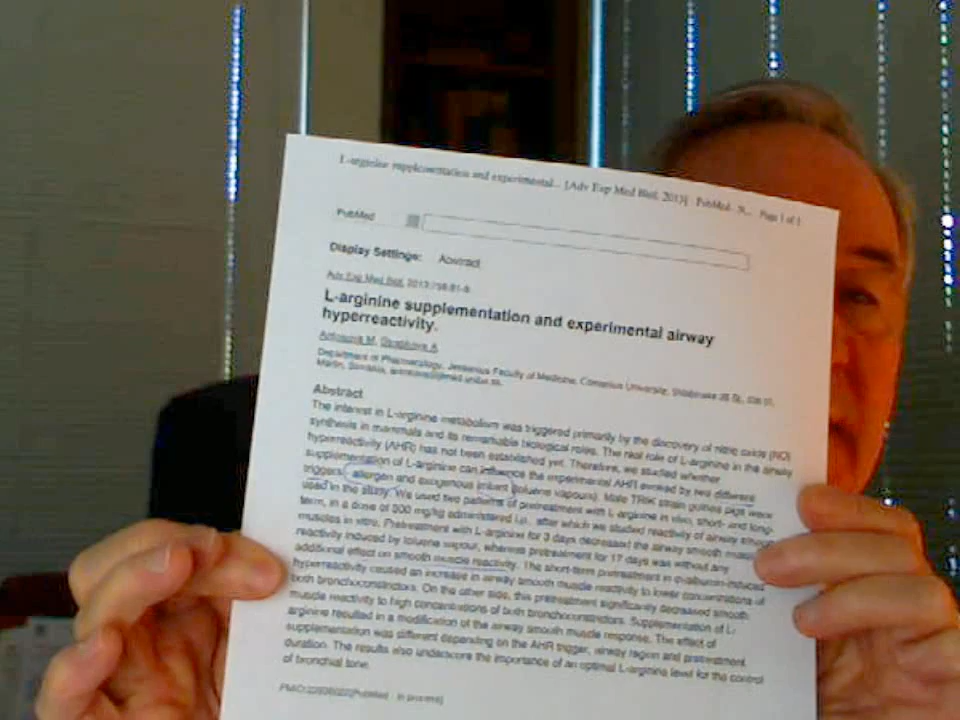 L-arginine supplementation and experimental... [Adv Exp Med Biol. 2013] - PubMed - N... Page 1 of 1
PubMed
Display Settings: Abstract
Adv Exp Med Biol. 2013;
L-arginine supplementation and experimental airway
hyperreactivity.
Antosova M, Strapkova A.
Department of Pharmacology, Jessenius Faculty of Medicine, Comenius University,
Martin, Slovakia,
Abstract
The interest in L-arginine metabolism was triggered primarily by the discovery of nitric oxide (NO)
synthesis in mammals and its remarkable biological roles. The real role of L-arginine in the airway
hyperreactivity (AHR) has not been established yet. Therefore, we studied whether
supplementation of L-arginine can influence the experimental AHR evoked by two different
triggers: allergen and exogenous irritant (toluene vapours). Male TRIK strain guinea pigs were
used in the study. We used two patterns of pretreatment with L-arginine in vivo, short- and long-
term, in a dose of 300 mg/kg administered i.p., after which we studied reactivity of airway smooth
muscles in vitro. Pretreatment with L-arginine for 3 days decreased the airway smooth muscle
reactivity induced by toluene vapour, whereas pretreatment for 17 days was without any
additional effect on smooth muscle reactivity. The short-term pretreatment in ovalbumin-induced
hyperreactivity caused an increase in airway smooth muscle reactivity to lower concentrations of
both bronchoconstrictors. On the other side, this pretreatment significantly decreased smooth
muscle reactivity to high concentrations of both bronchoconstrictors. Supplementation of L-
arginine resulted in a modification of the airway smooth muscle response. The effect of
supplementation was different depending on the AHR trigger, airway region and pretreatment
duration. The results also underscore the importance of an optimal L-arginine level for the control
of bronchial tone.
[PubMed - in process]